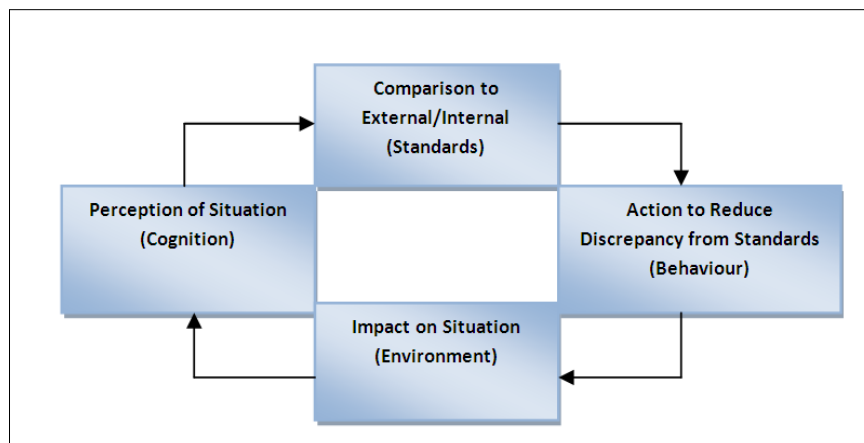 Comparison to
External/Internal
(Standards)
Perception of Situation
(Cognition)
Action to Reduce
Discrepancy from Standards
(Behaviour)
Impact on Situation
(Environment)